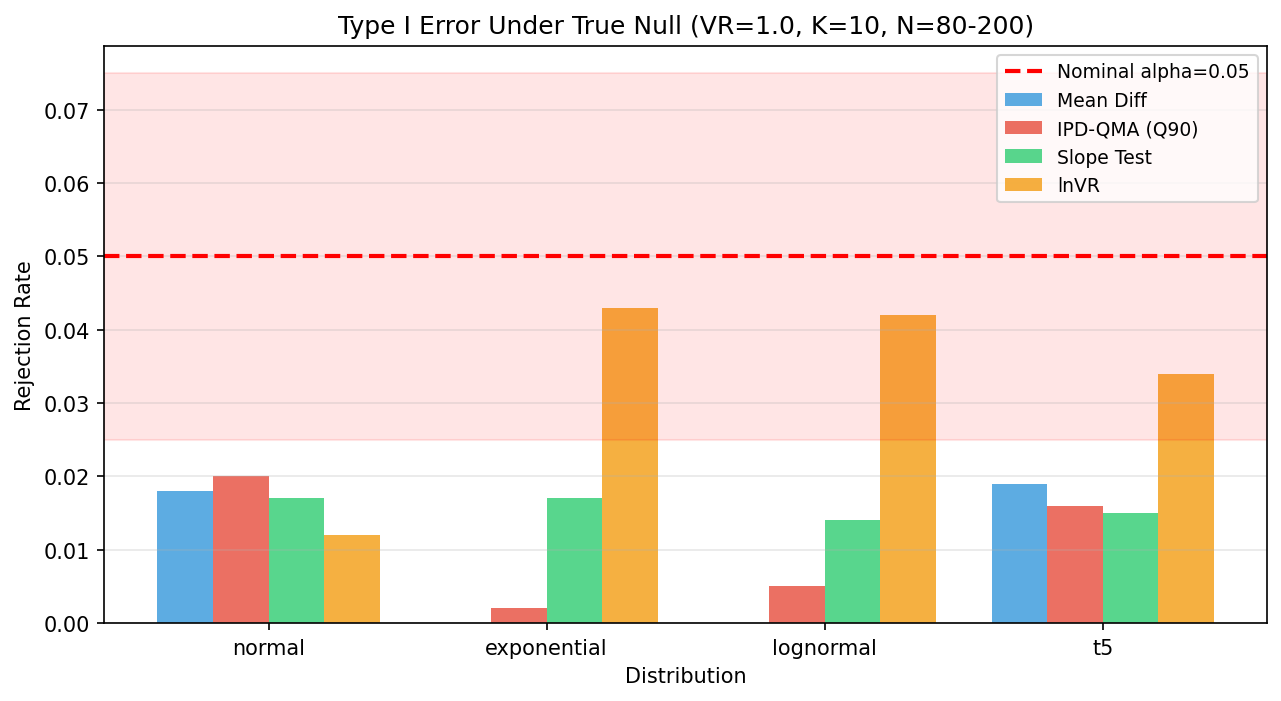 Type I Error Under True Null (VR=1.0, K=10, N=80-200)
Nominal alpha=0.05
Mean Diff
IPD-QMA (Q90)
Slope Test
lnVR
Rejection Rate
0.07
0.06
0.05
0.04
0.03
0.02
0.01
0.00
normal
exponential
lognormal
t5
Distribution